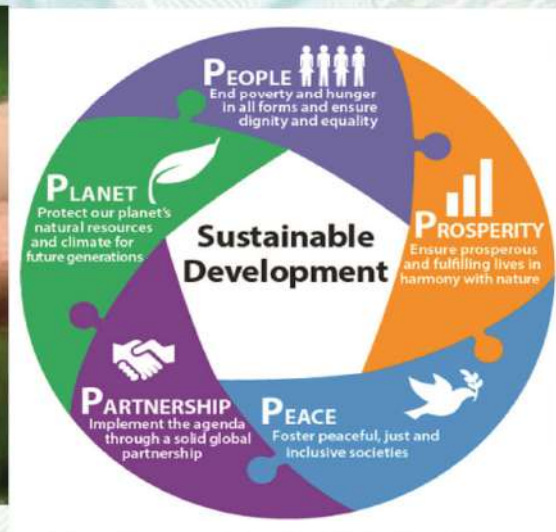 PEOPLE
End poverty and hunger
in all forms and ensure
dignity and equality
PROSPERITY
Ensure prosperous
and fulfilling lives in
harmony with nature
PEACE
Foster peaceful, just and
inclusive societies
PARTNERSHIP
Implement the agenda
through a solid global
partnership
PLANET
Protect our planet's
natural resources
and climate for
future generations
Sustainable
Development